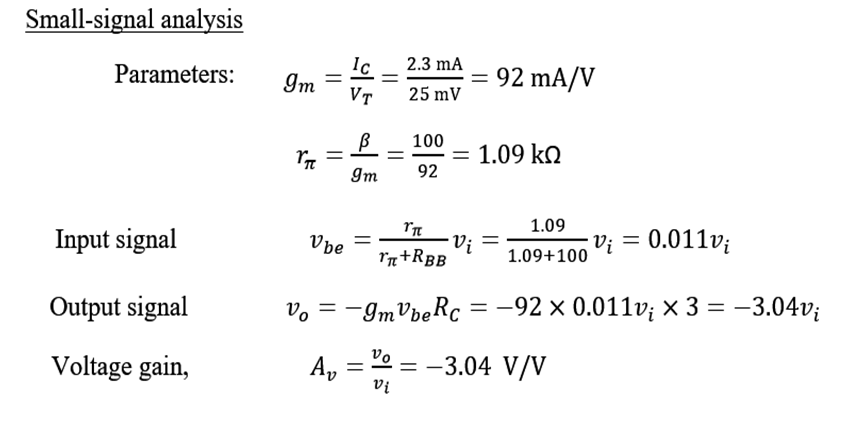 Small-signal analysis
Parameters: g_m = I_C/V_T = 2.3 mA/25 mV = 92 mA/V
r_π = β/g_m = 100/92 = 1.09 kΩ
Input signal v_be = r_π/(r_π+R_BB) v_i = 1.09/(1.09+100) v_i = 0.011v_i
Output signal v_o = −g_m v_be R_C = −92 × 0.011v_i × 3 = −3.04v_i
Voltage gain, A_v = v_o/v_i = −3.04 V/V